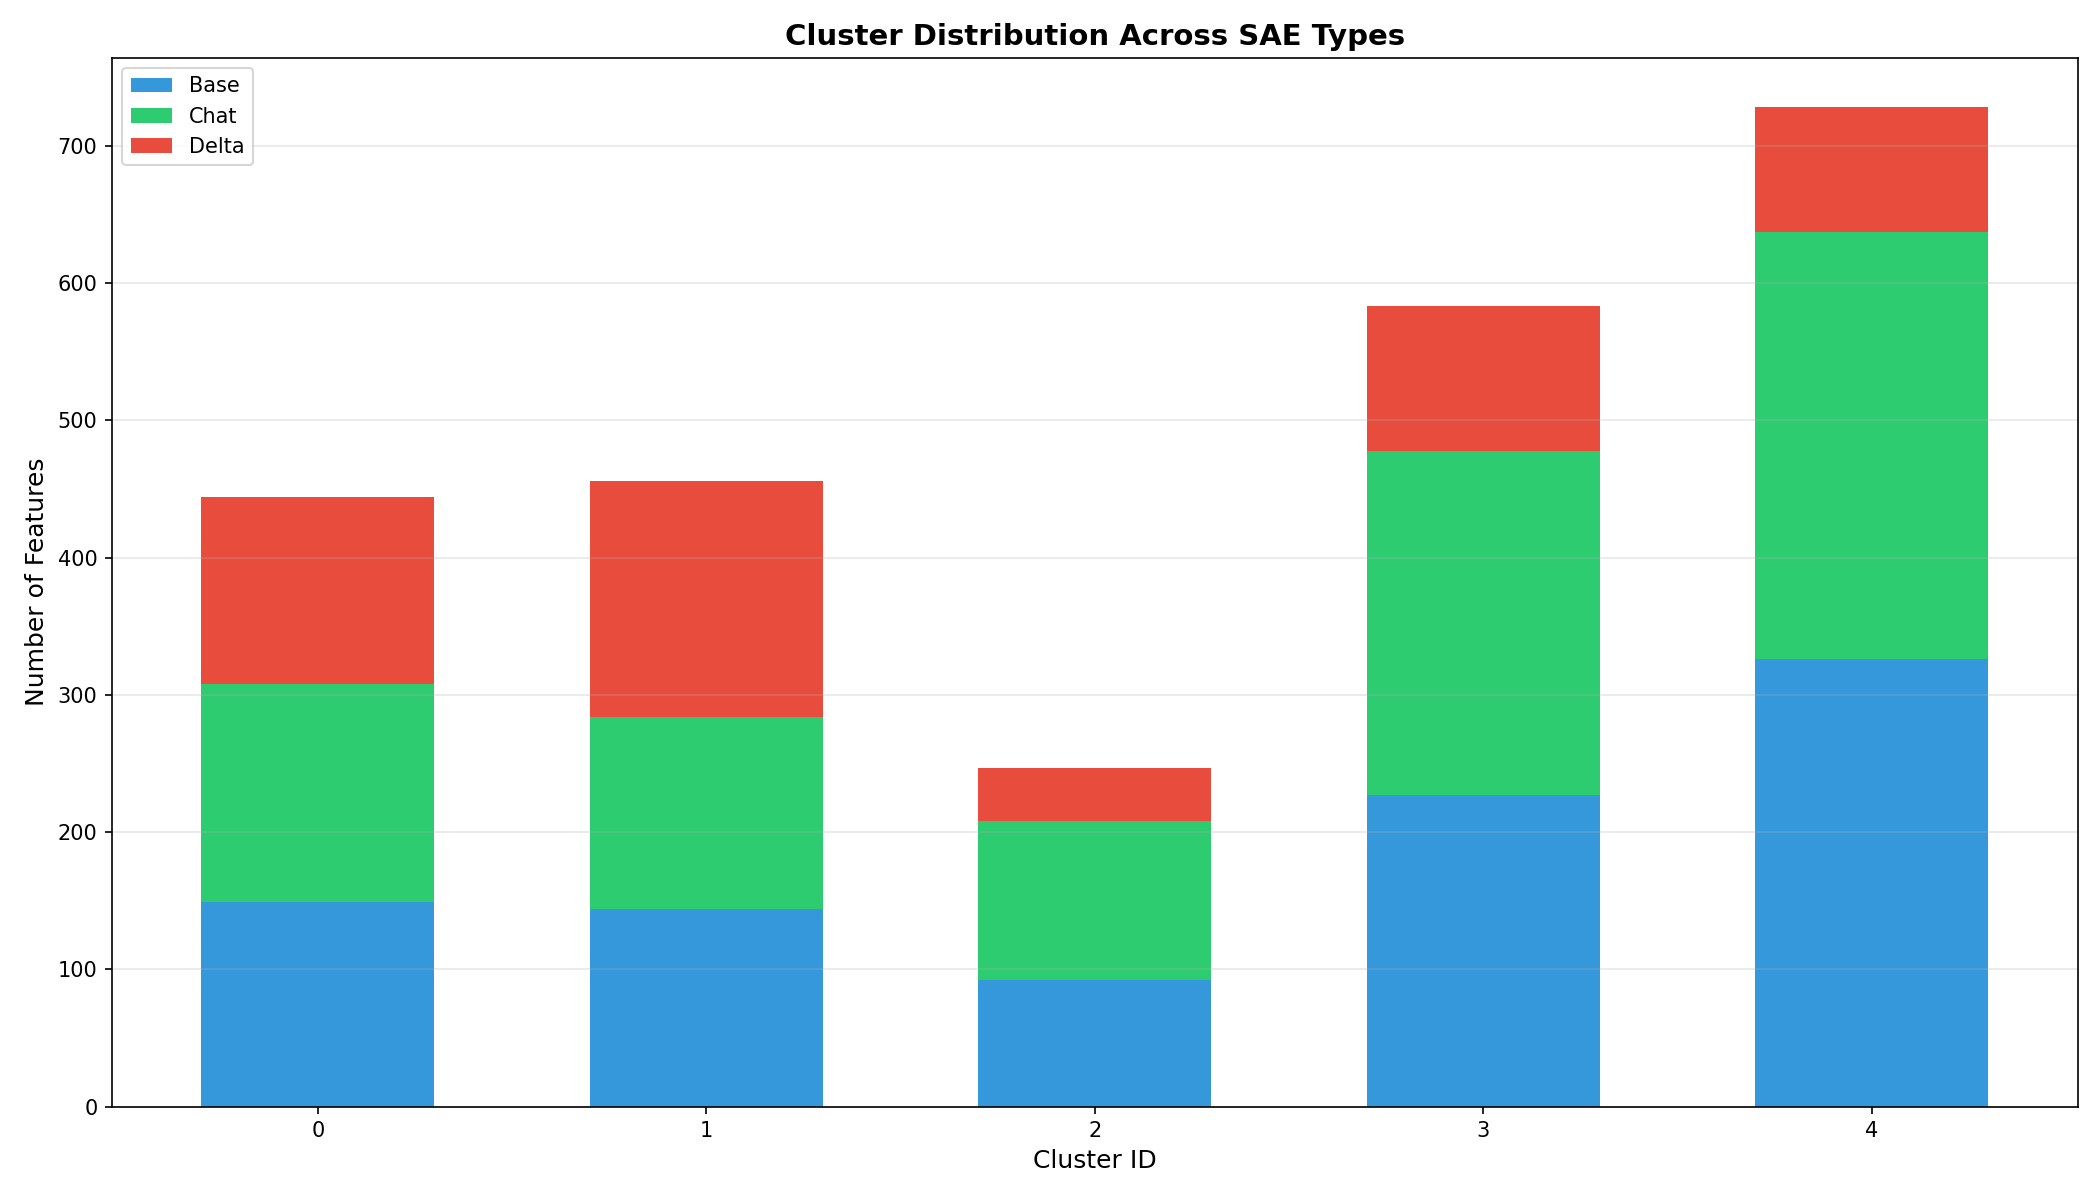 Cluster Distribution Across SAE Types
Base
Chat
Delta
700
600
500
400
300
200
100
0
Number of Features
0 1 2 3 4
Cluster ID